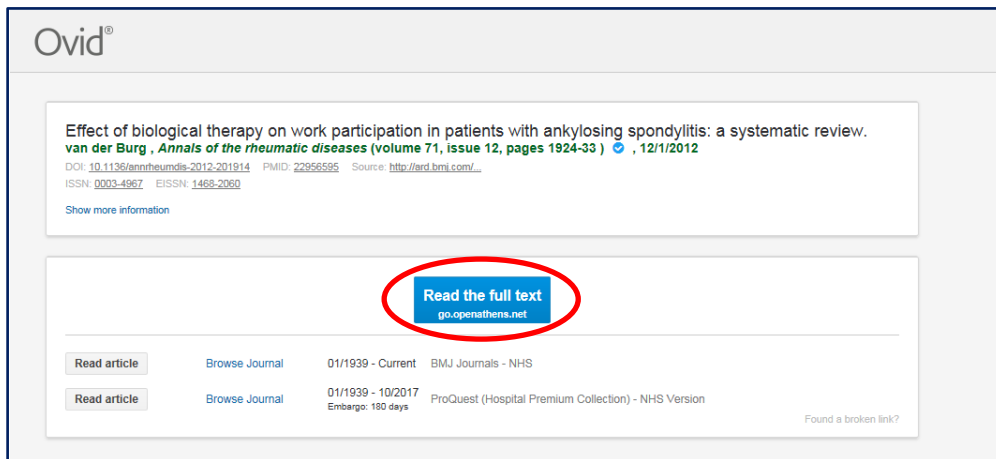 Ovid®
Effect of biological therapy on work participation in patients with ankylosing spondylitis: a systematic review.
van der Burg , Annals of the rheumatic diseases (volume 71, issue 12, pages 1924-33 ) , 12/1/2012
DOI: 10.1136/annrheumdis-2012-201914 PMID: 22956595 Source: http://ard.bmj.com/...
ISSN: 0003-4967 EISSN: 1468-2060
Show more information
Read the full text
go.openathens.net
Read article Browse Journal 01/1939 - Current BMJ Journals - NHS
Read article Browse Journal 01/1939 - 10/2017 ProQuest (Hospital Premium Collection) - NHS Version
Embargo: 180 days
Found a broken link?